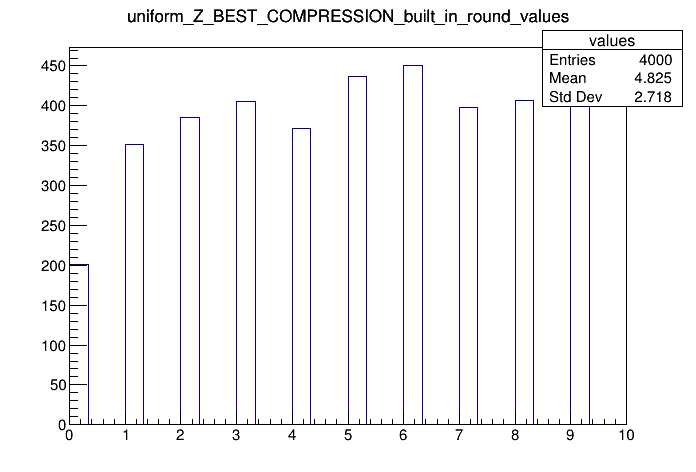 uniform_Z_BEST_COMPRESSION_built_in_round_values
values
Entries 4000
Mean 4.825
Std Dev 2.718
450
400
350
300
250
200
150
100
50
0
0 1 2 3 4 5 6 7 8 9 10